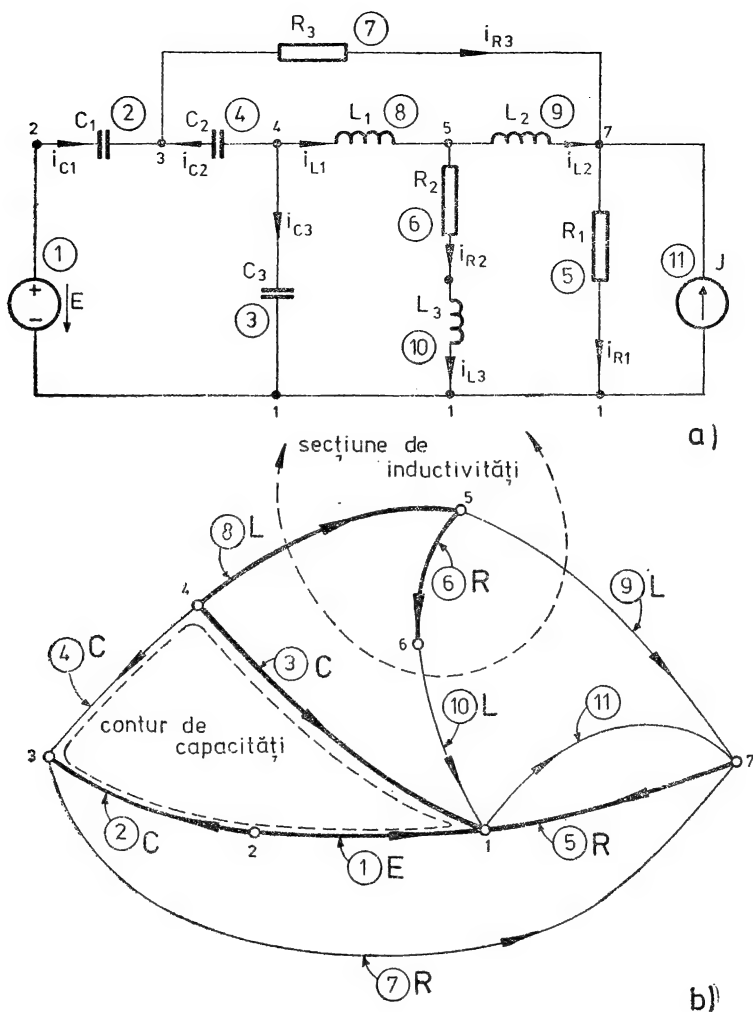 R3 7 iR3
2 C1 2 C2 4 4 L1 8 5 L2 9 7
iC1 3 iC2 iL1 iL2
R2 R1
iC3 6 5 11 J
1 + − E C3 iR2
3 L3
10 iL3 iR1
1 1 1
a)
secțiune de
inductivități
5
8 L
6 R
4
9 L
4 C 3 C 6
10 L 11
contur de
capacități
3 7
2 C 2 1 E 1 5 R
7 R
b)